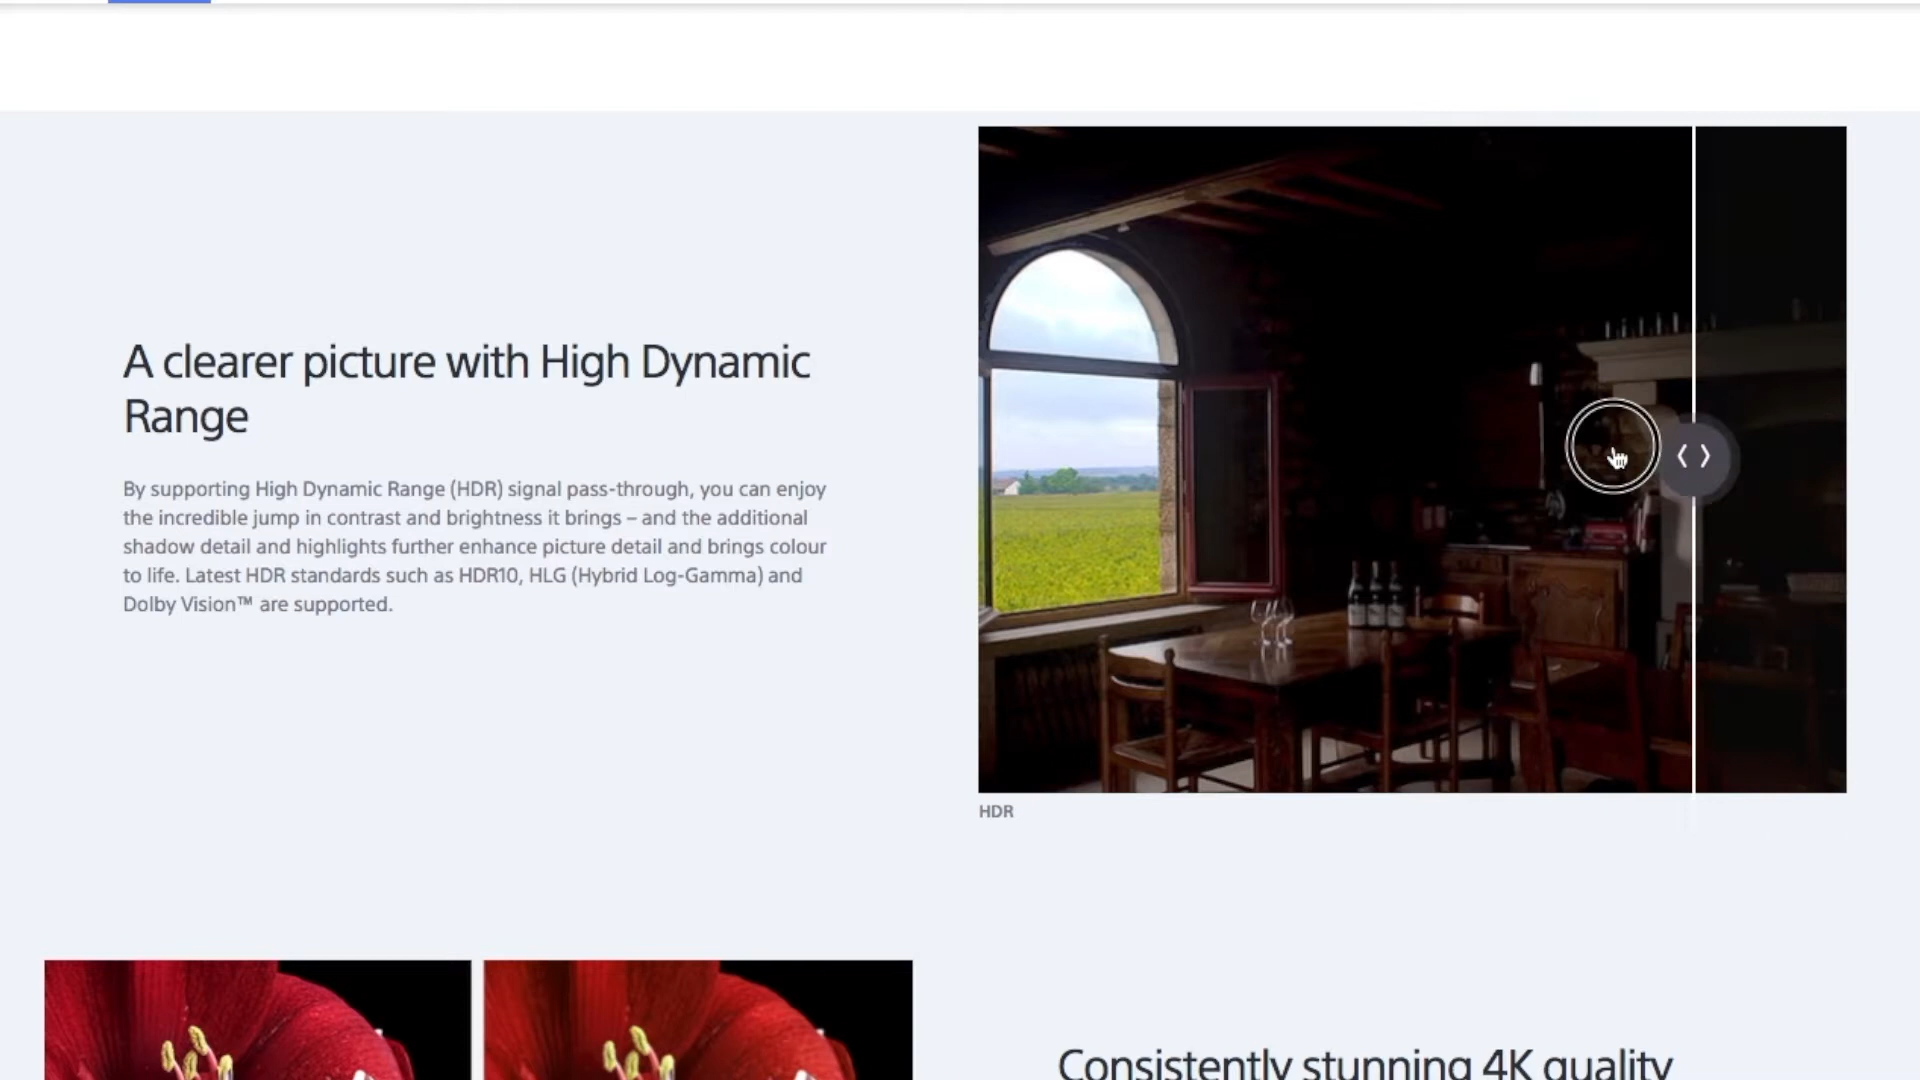 A clearer picture with High Dynamic
Range
By supporting High Dynamic Range (HDR) signal pass-through, you can enjoy
the incredible jump in contrast and brightness it brings – and the additional
shadow detail and highlights further enhance picture detail and brings colour
to life. Latest HDR standards such as HDR10, HLG (Hybrid Log-Gamma) and
Dolby Vision™ are supported.
HDR
Consistently stunning 4K quality